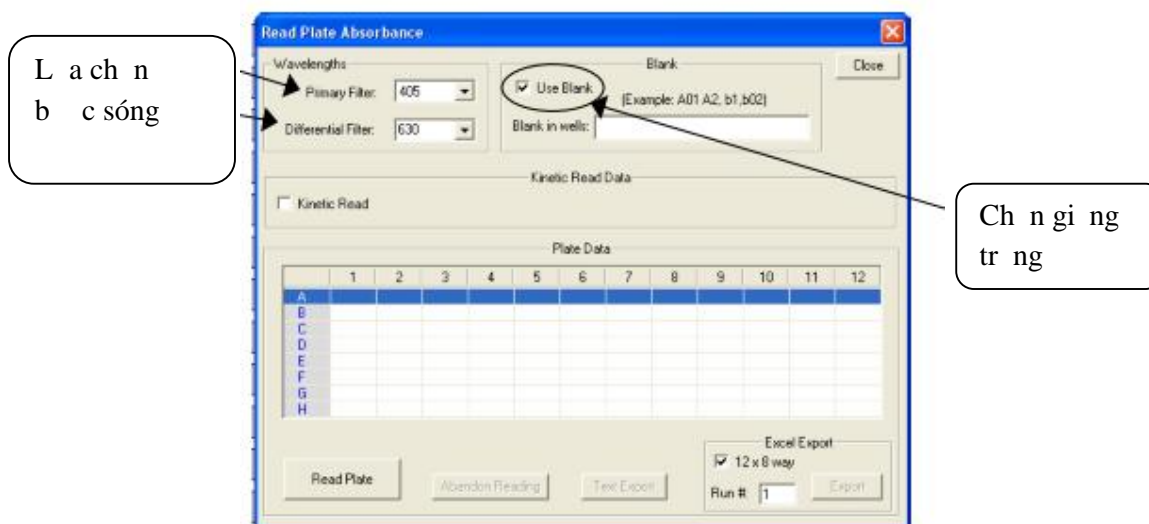 Read Plate Absorbance
L a ch n
b c sóng
Wavelengths
Primary Filter: 405
Differential Filter: 630
Blank
Use Blank
(Example: A01 A2, b1,b02)
Blank in wells:
Close
Kinetic Read Data
Kinetic Read
Ch n gi ng
tr ng
Plate Data
1 2 3 4 5 6 7 8 9 10 11 12
A
B
C
D
E
F
G
H
Excel Export
12 x 8 way
Read Plate
Abandon Reading
Text Export
Run # 1
Export